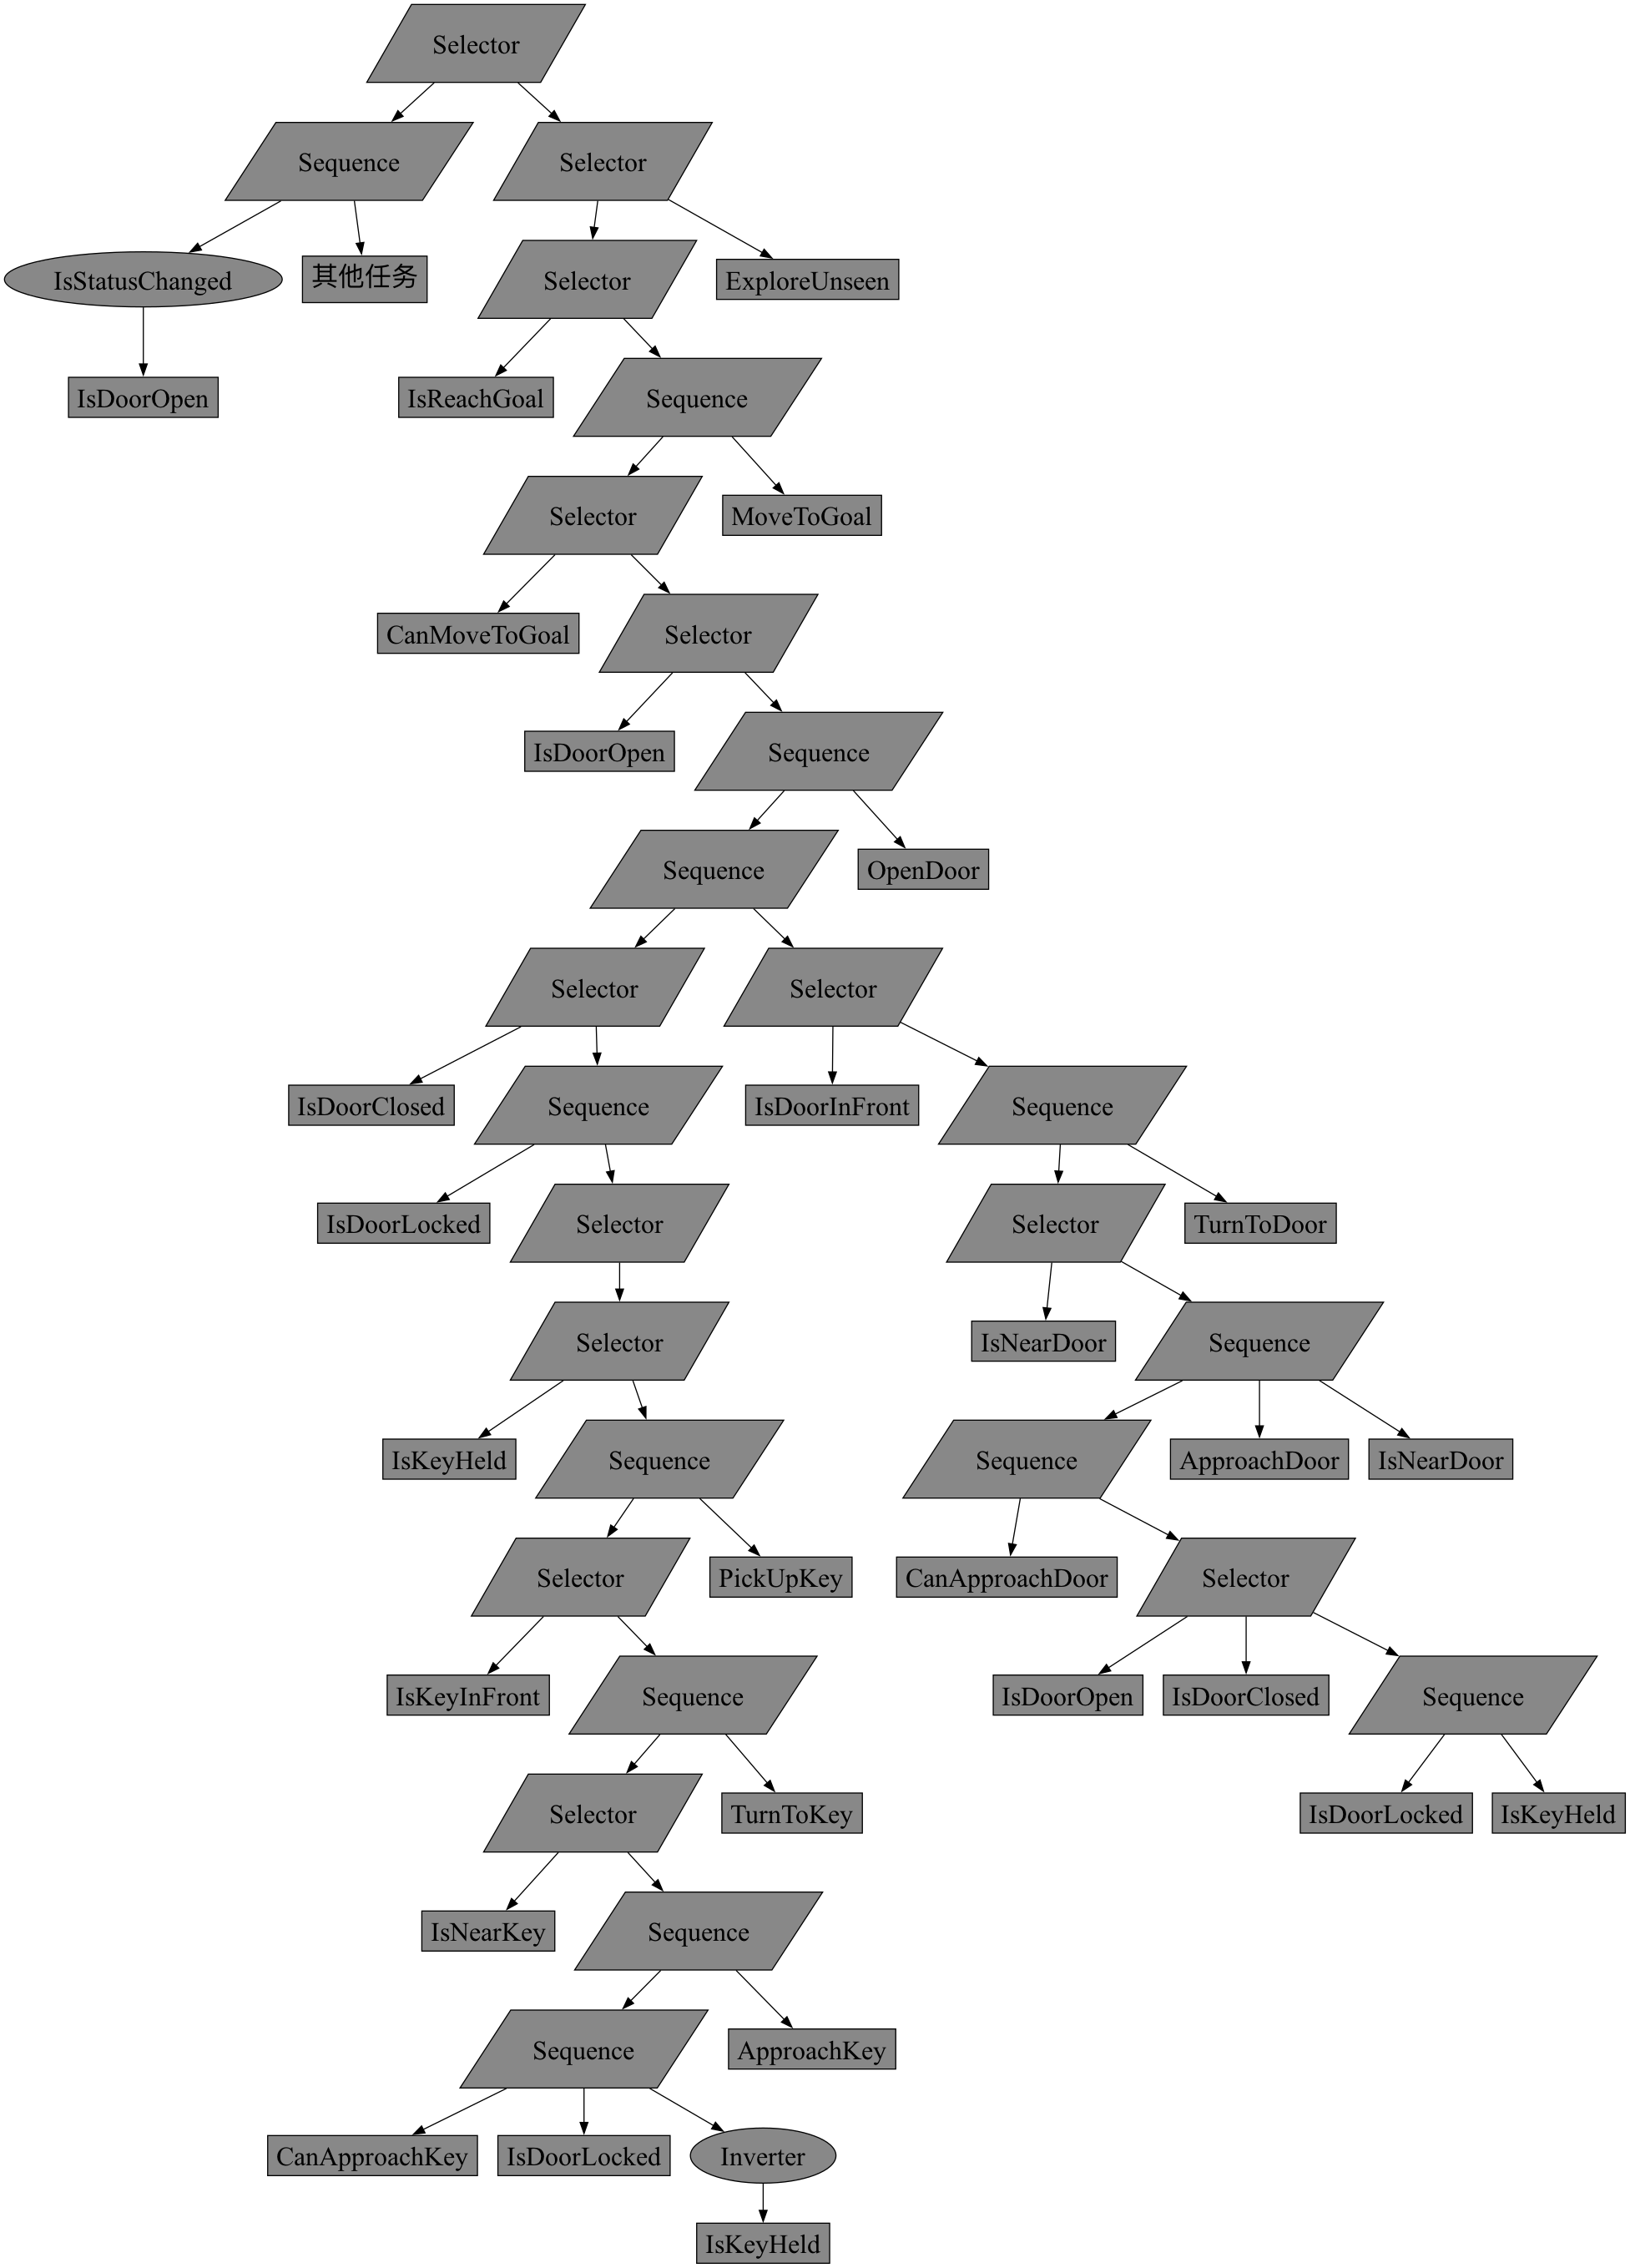 Selector
Sequence
Selector
IsStatusChanged
其他任务
Selector
ExploreUnseen
IsDoorOpen
IsReachGoal
Sequence
Selector
MoveToGoal
CanMoveToGoal
Selector
IsDoorOpen
Sequence
Sequence
OpenDoor
Selector
Selector
IsDoorClosed
Sequence
IsDoorInFront
Sequence
IsDoorLocked
Selector
Selector
TurnToDoor
Selector
IsNearDoor
Sequence
IsKeyHeld
Sequence
Sequence
ApproachDoor
IsNearDoor
Selector
PickUpKey
CanApproachDoor
Selector
IsKeyInFront
Sequence
IsDoorOpen
IsDoorClosed
Sequence
Selector
TurnToKey
IsDoorLocked
IsKeyHeld
IsNearKey
Sequence
Sequence
ApproachKey
CanApproachKey
IsDoorLocked
Inverter
IsKeyHeld